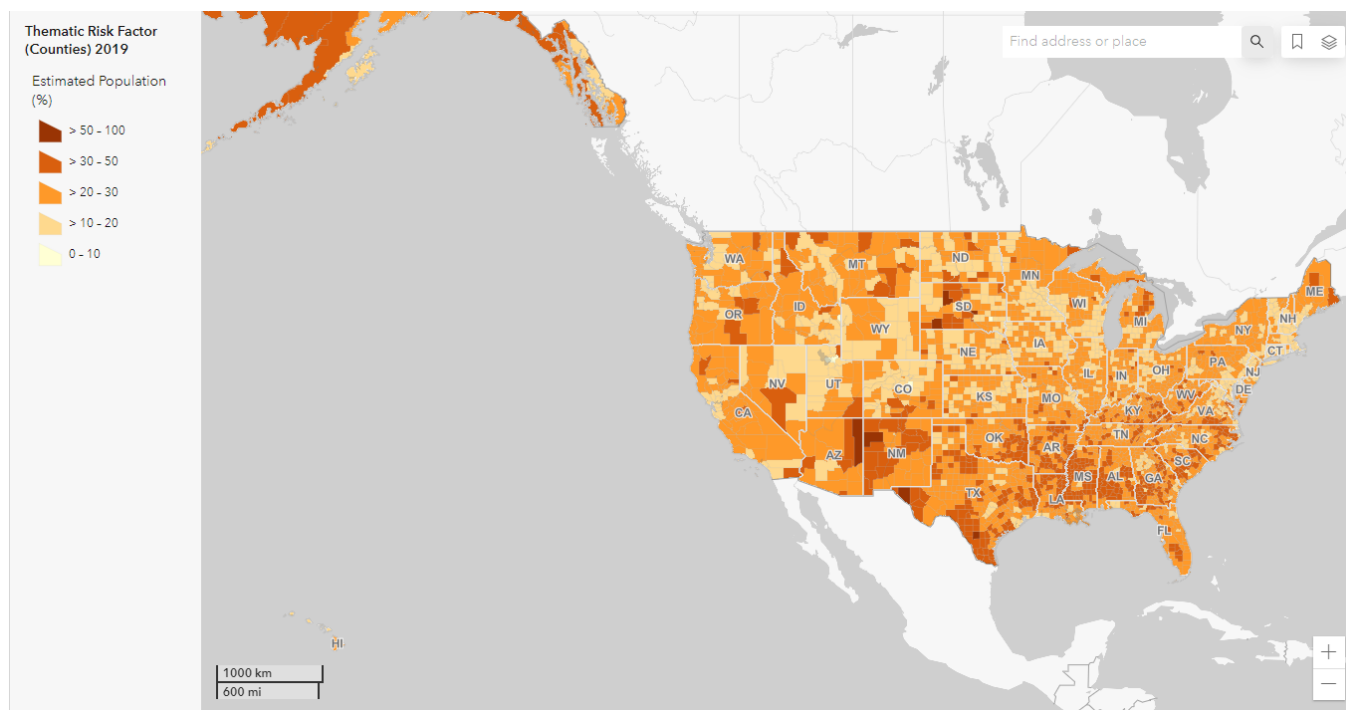 Thematic Risk Factor
(Counties) 2019
Estimated Population
(%)
> 50 - 100
> 30 - 50
> 20 - 30
> 10 - 20
0 - 10
Find address or place
WA
MT
ND
MN
ME
OR
ID
SD
WI
MI
NH
NY
WY
IA
NE
CT
PA
NV
UT
CO
IL
IN
OH
NJ
DE
KS
MO
WV
KY
VA
CA
AZ
NM
OK
AR
TN
NC
SC
MS
AL
GA
TX
LA
FL
HI
1000 km
600 mi
+
−